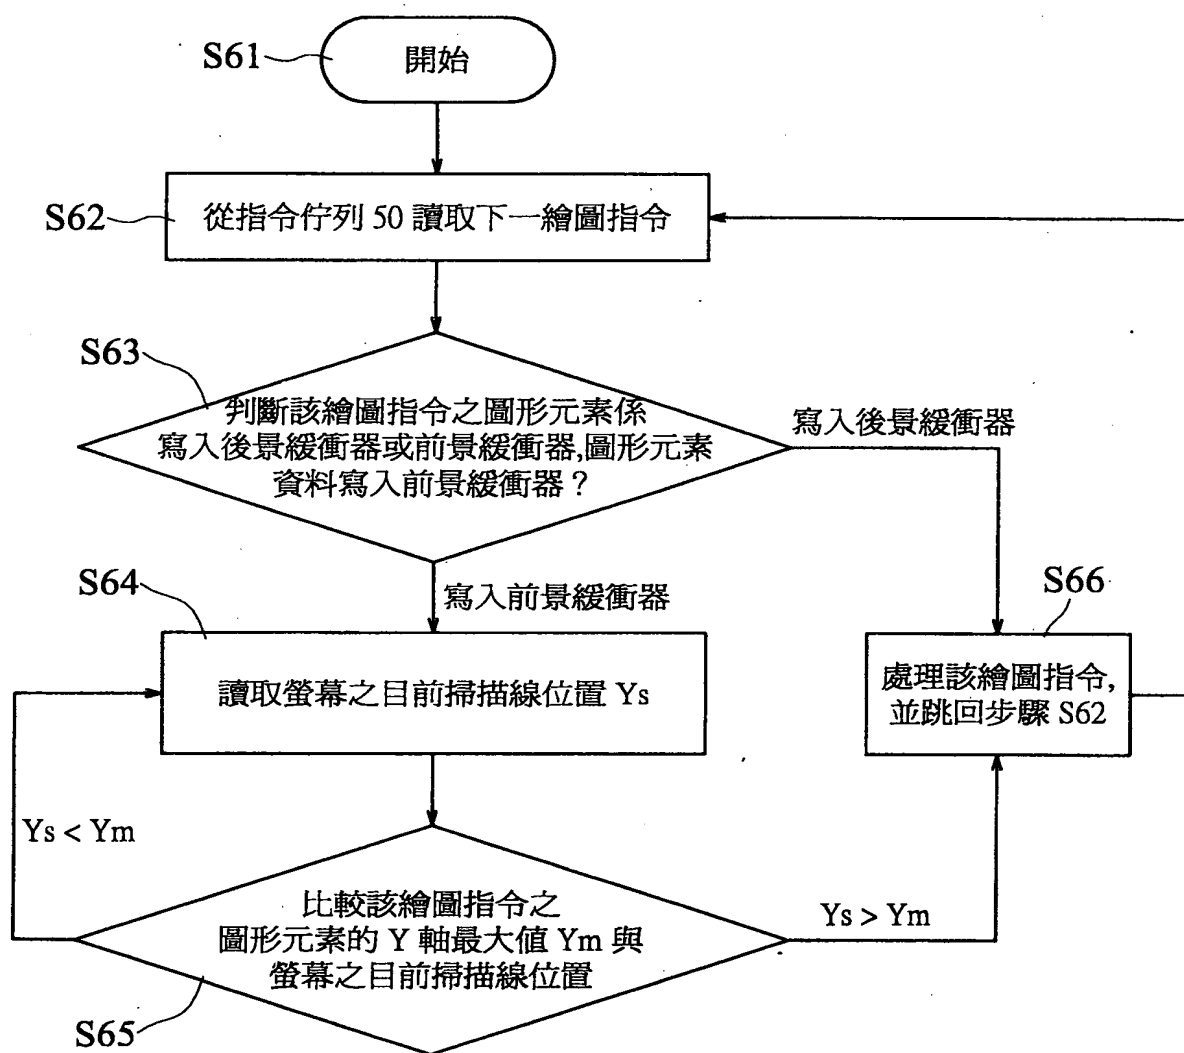 S61
開始
S62
從指令佇列 50 讀取下一繪圖指令
S63
判斷該繪圖指令之圖形元素係
寫入後景緩衝器或前景緩衝器,圖形元素
資料寫入前景緩衝器？
寫入後景緩衝器
S64
寫入前景緩衝器
S66
讀取螢幕之目前掃描線位置 Ys
處理該繪圖指令,
並跳回步驟 S62
Ys < Ym
比較該繪圖指令之
圖形元素的 Y 軸最大值 Ym 與
螢幕之目前掃描線位置
Ys > Ym
S65